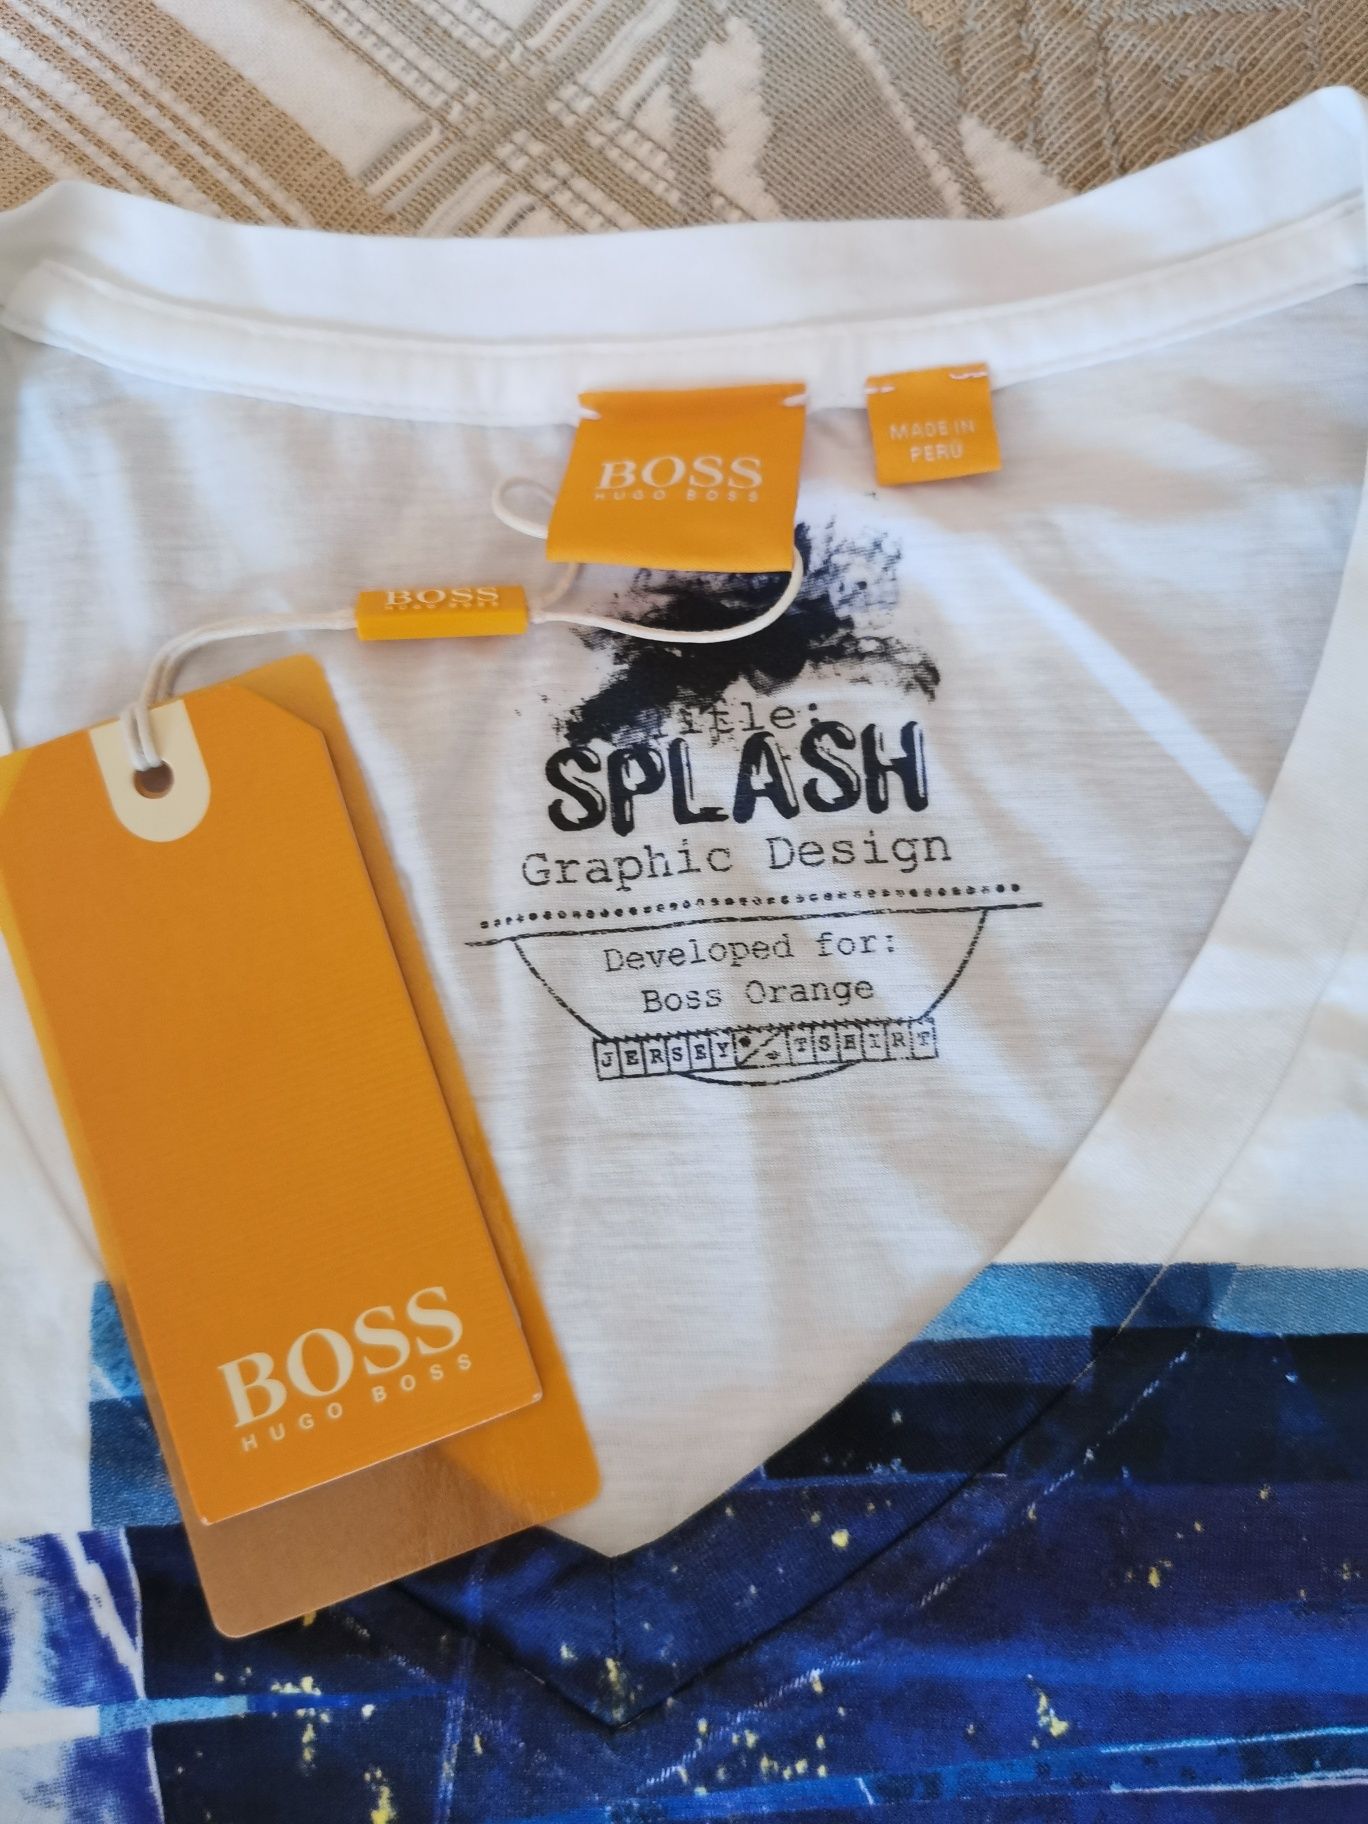 BOSS
HUGO BOSS
MADE IN
PERÚ
BOSS
HUGO BOSS
Title:
SPLASH
Graphic Design
Developed for:
Boss Orange
JERSEY TSHIRT
BOSS
HUGO BOSS